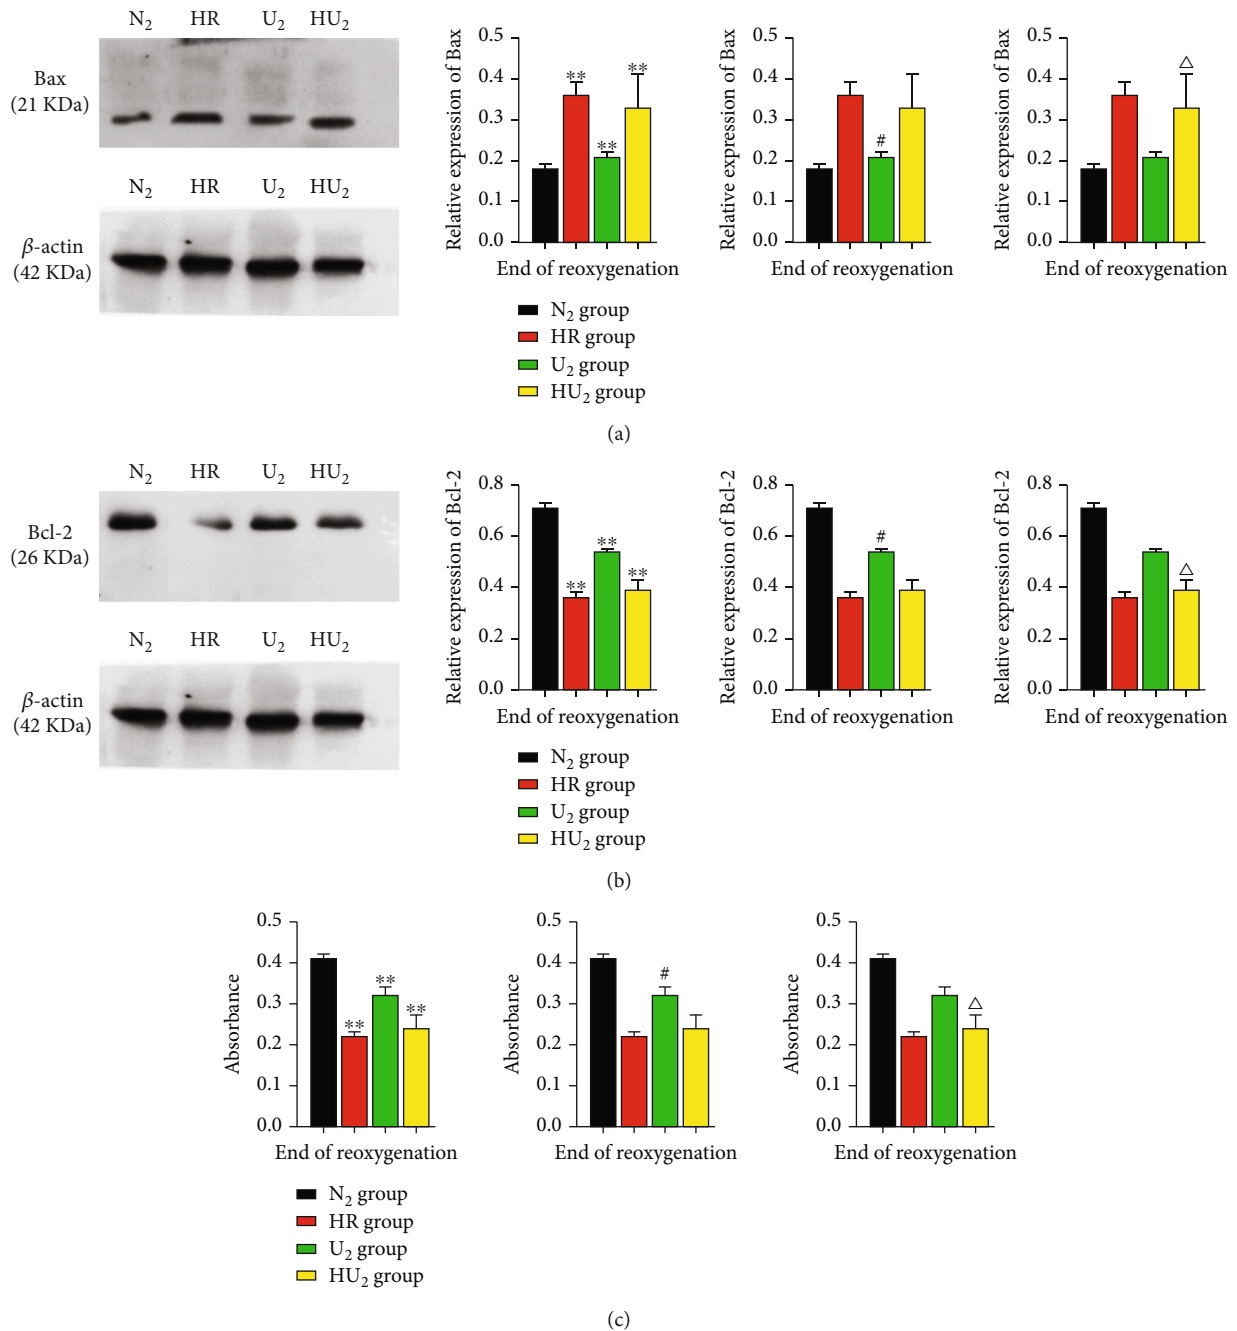 N2 HR U2 HU2
Bax
(21 KDa)
N2 HR U2 HU2
β-actin
(42 KDa)
Relative expression of Bax
0.5
0.4
0.3
0.2
0.1
0.0
**
**
**
End of reoxygenation
Relative expression of Bax
0.5
0.4
0.3
0.2
0.1
0.0
#
End of reoxygenation
Relative expression of Bax
0.5
0.4
0.3
0.2
0.1
0.0
△
End of reoxygenation
N2 group
HR group
U2 group
HU2 group
(a)
N2 HR U2 HU2
Bcl-2
(26 KDa)
N2 HR U2 HU2
β-actin
(42 KDa)
Relative expression of Bcl-2
0.8
0.6
0.4
0.2
0.0
**
**
**
End of reoxygenation
Relative expression of Bcl-2
0.8
0.6
0.4
0.2
0.0
#
End of reoxygenation
Relative expression of Bcl-2
0.8
0.6
0.4
0.2
0.0
△
End of reoxygenation
N2 group
HR group
U2 group
HU2 group
(b)
Absorbance
0.5
0.4
0.3
0.2
0.1
0.0
**
**
**
End of reoxygenation
Absorbance
0.5
0.4
0.3
0.2
0.1
0.0
#
End of reoxygenation
Absorbance
0.5
0.4
0.3
0.2
0.1
0.0
△
End of reoxygenation
N2 group
HR group
U2 group
HU2 group
(c)